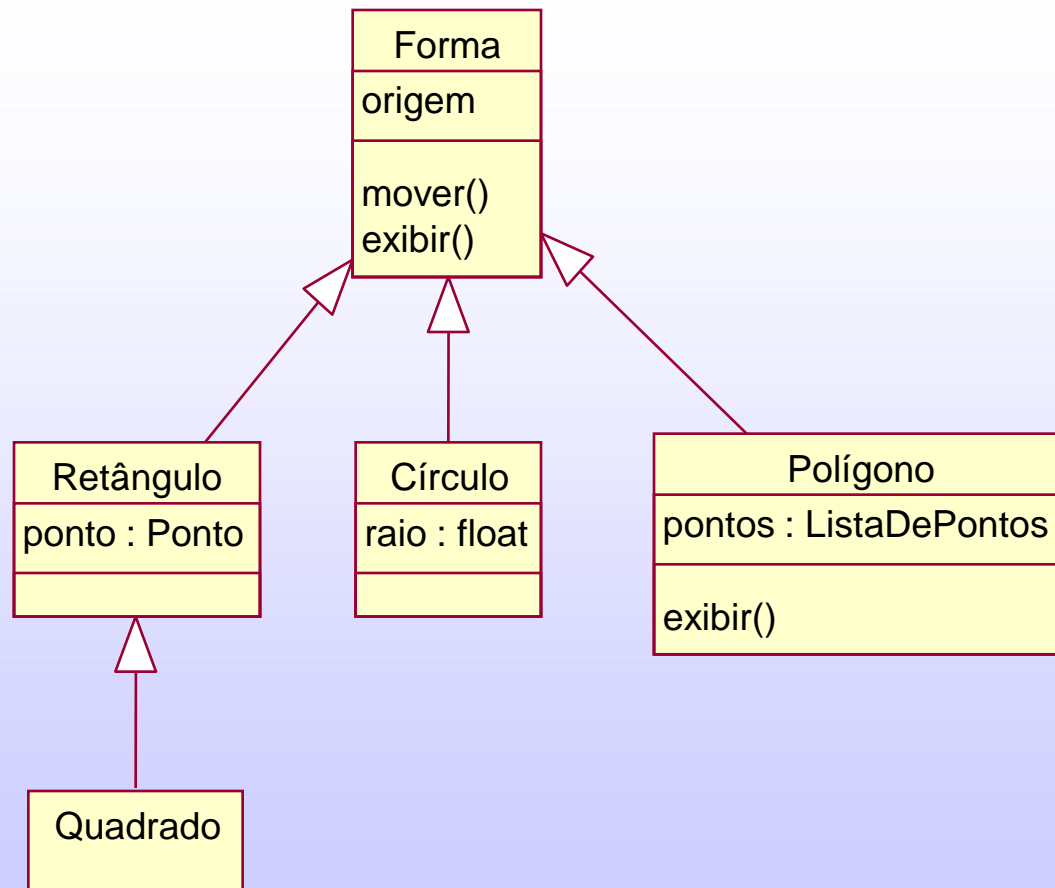 Forma
origem
mover()
exibir()
Retângulo
ponto : Ponto
Círculo
raio : float
Polígono
pontos : ListaDePontos
exibir()
Quadrado